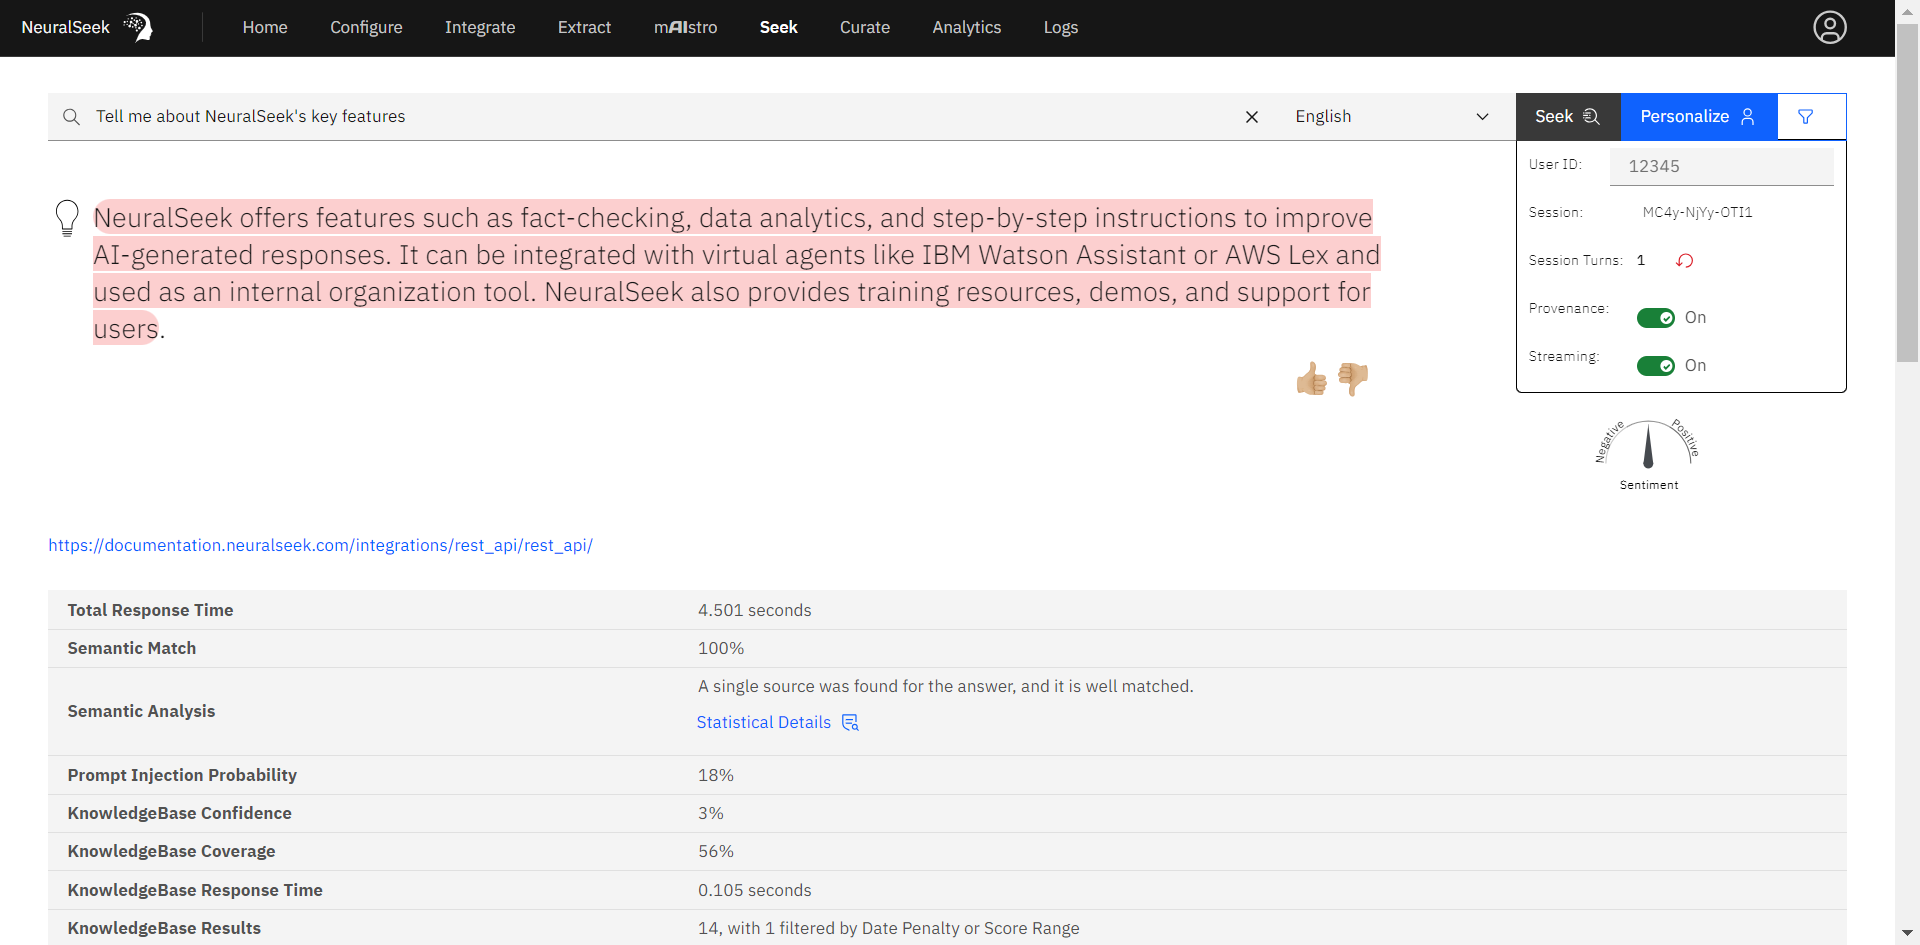 NeuralSeek
Home Configure Integrate Extract mAIstro Seek Curate Analytics Logs
Tell me about NeuralSeek's key features English Seek Personalize
User ID: 12345
Session: MC4y-NjYy-OTI1
Session Turns: 1
Provenance: On
Streaming: On
NeuralSeek offers features such as fact-checking, data analytics, and step-by-step instructions to improve
AI-generated responses. It can be integrated with virtual agents like IBM Watson Assistant or AWS Lex and
used as an internal organization tool. NeuralSeek also provides training resources, demos, and support for
users.
Negative Positive
Sentiment
https://documentation.neuralseek.com/integrations/rest_api/rest_api/
Total Response Time 4.501 seconds
Semantic Match 100%
Semantic Analysis A single source was found for the answer, and it is well matched.
Statistical Details
Prompt Injection Probability 18%
KnowledgeBase Confidence 3%
KnowledgeBase Coverage 56%
KnowledgeBase Response Time 0.105 seconds
KnowledgeBase Results 14, with 1 filtered by Date Penalty or Score Range